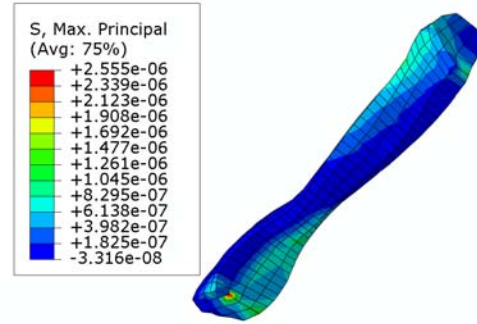 S, Max. Principal
(Avg: 75%)
+2.555e-06
+2.339e-06
+2.123e-06
+1.908e-06
+1.692e-06
+1.477e-06
+1.261e-06
+1.045e-06
+8.295e-07
+6.138e-07
+3.982e-07
+1.825e-07
-3.316e-08